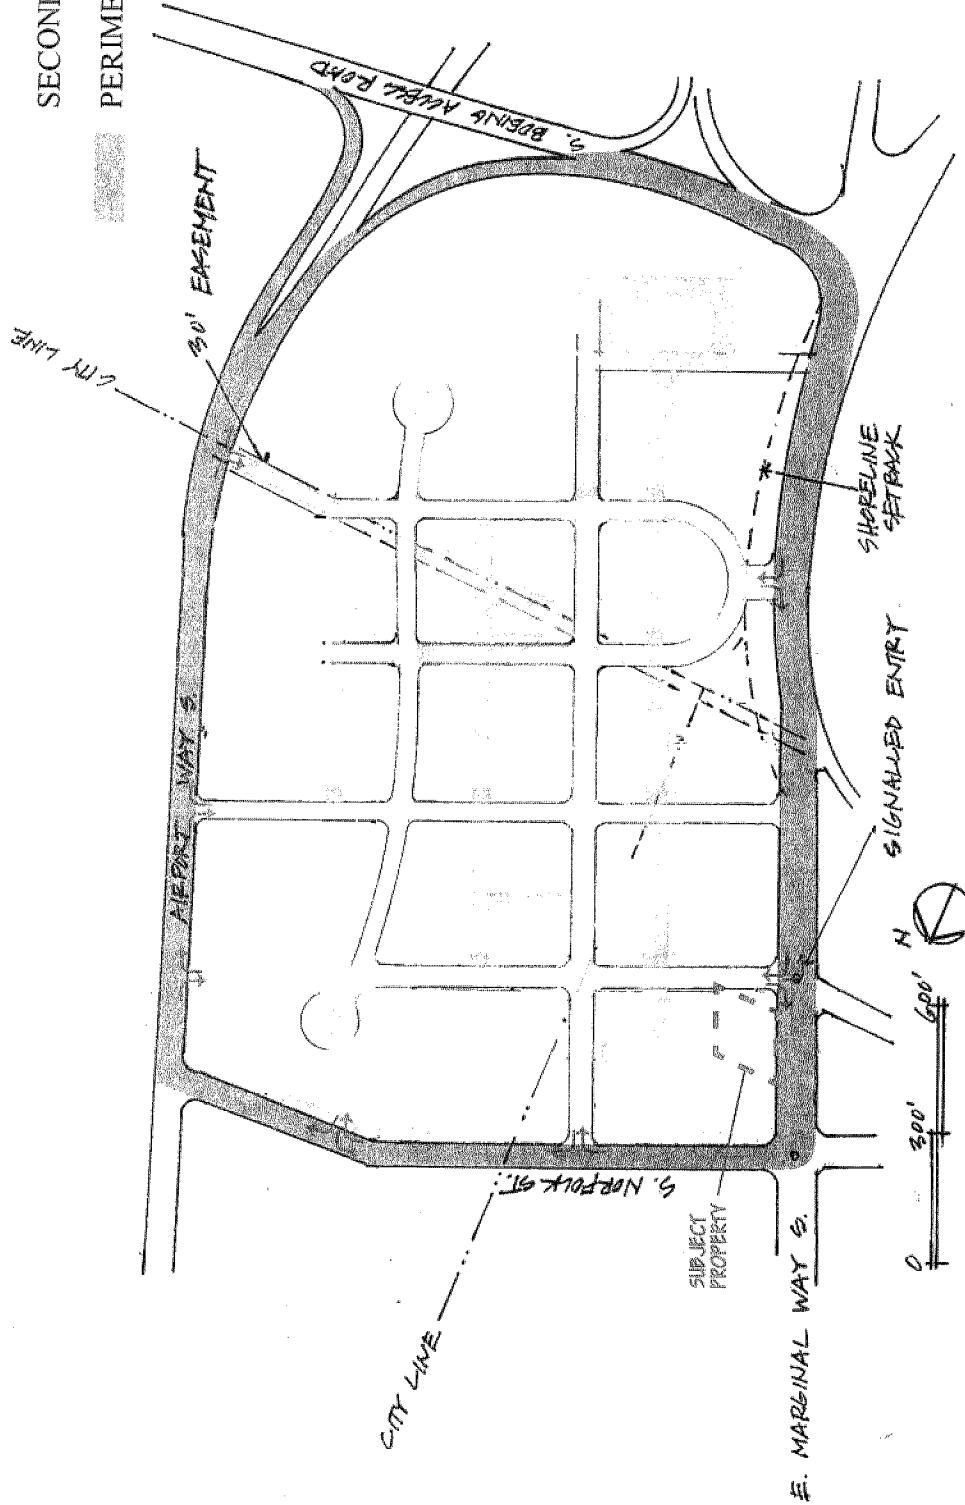 SECOND
PERIME
30' EASEMENT
CITY LINE
S. BOEING ACCESS ROAD
AIRPORT WAY S.
SHORELINE
SETBACK
SIGNALLED ENTRY
N
0 300' 600'
S. NORFOLK ST.
SUBJECT
PROPERTY
CITY LINE
E. MARGINAL WAY S.